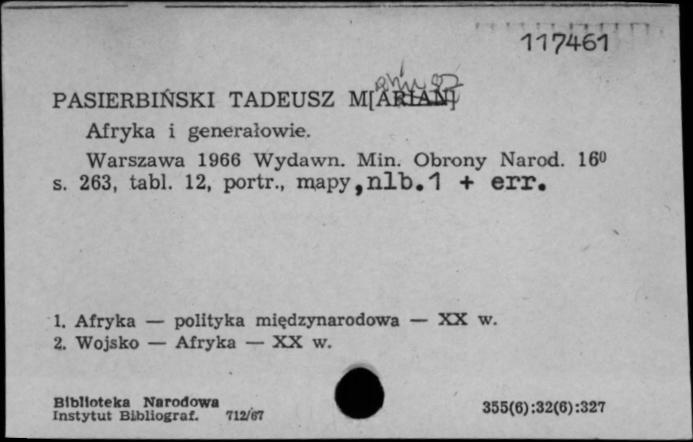 117461
PASIERBIŃSKI TADEUSZ M[ARIAN]
Afryka i generałowie.
Warszawa 1966 Wydawn. Min. Obrony Narod. 16⁰
s. 263, tabl. 12, portr., mapy,nlb.1 + err.
1. Afryka — polityka międzynarodowa — XX w.
2. Wojsko — Afryka — XX w.
Biblioteka Narodowa
Instytut Bibliograf. 712/67
355(6):32(6):327